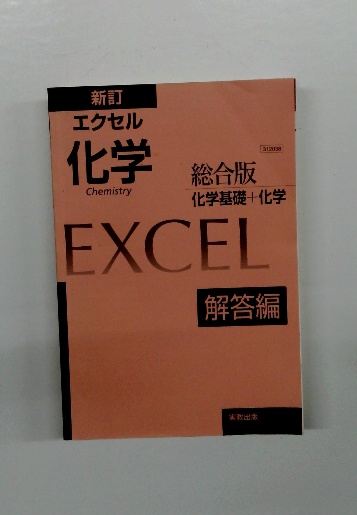 新訂
エクセル
化学
Chemistry
総合版
化学基礎+化学
EXCEL
解答編
実教出版